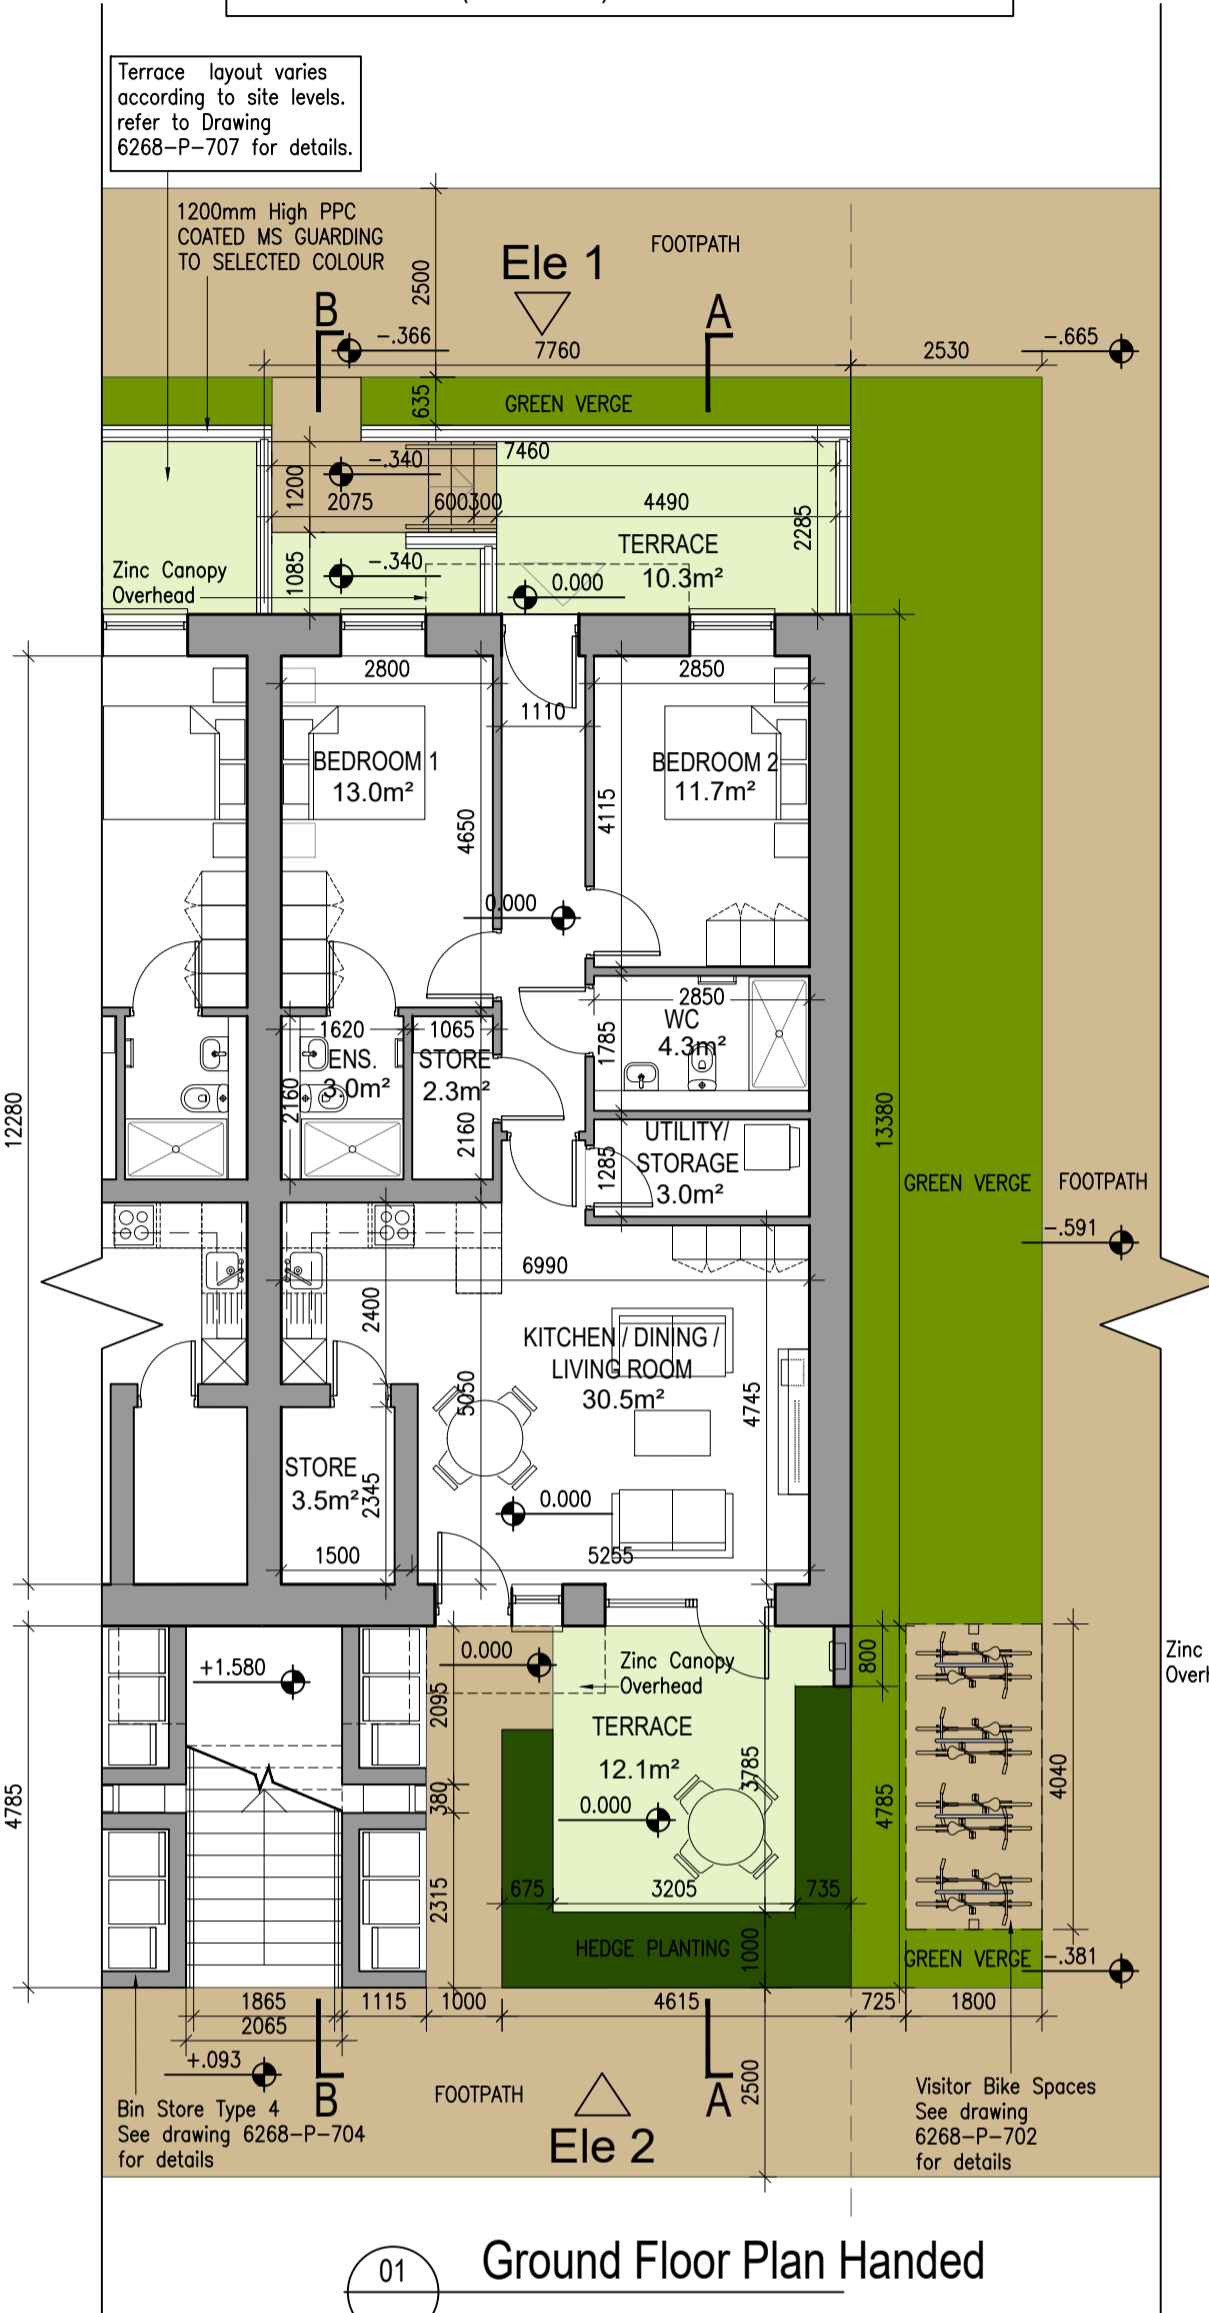 Terrace layout varies
according to site levels.
refer to Drawing
6268-P-707 for details.
1200mm High PPC
COATED MS GUARDING
TO SELECTED COLOUR
FOOTPATH
2500
Ele 1
B
A
-.366
-.665
7760
2530
635
GREEN VERGE
7460
-.340
1200
2075
600
300
4490
2285
TERRACE
10.3m²
Zinc Canopy
Overhead
1085
-.340
0.000
2800
2850
1110
BEDROOM 1
13.0m²
BEDROOM 2
11.7m²
4650
4115
0.000
12280
13380
2850
1620
1065
1785
WC
4.3m²
ENS.
3.0m²
STORE
2.3m²
2160
2160
UTILITY/
STORAGE
3.0m²
1285
GREEN VERGE
FOOTPATH
-.591
6990
2400
KITCHEN / DINING /
LIVING ROOM
30.5m²
5050
4745
STORE
3.5m²
2345
0.000
1500
5255
+1.580
0.000
Zinc Canopy
Overhead
800
Zinc
Overh
2095
TERRACE
12.1m²
3785
4785
380
0.000
4785
4040
2315
675
3205
735
HEDGE PLANTING
1000
GREEN VERGE
-.381
1865
1115
1000
4615
725
1800
2065
+.093
B
A
2500
FOOTPATH
Bin Store Type 4
See drawing 6268-P-704
for details
Ele 2
Visitor Bike Spaces
See drawing
6268-P-702
for details
01
Ground Floor Plan Handed